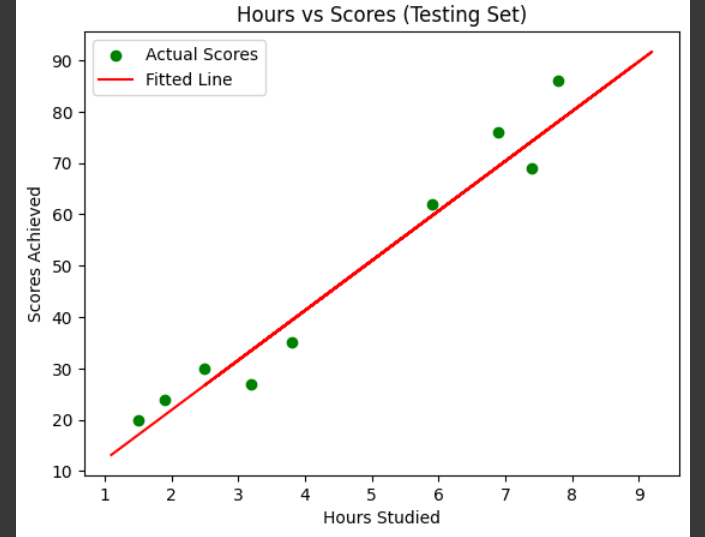 Hours vs Scores (Testing Set)
Actual Scores
Fitted Line
90
80
70
60
50
40
30
20
10
Scores Achieved
1 2 3 4 5 6 7 8 9
Hours Studied